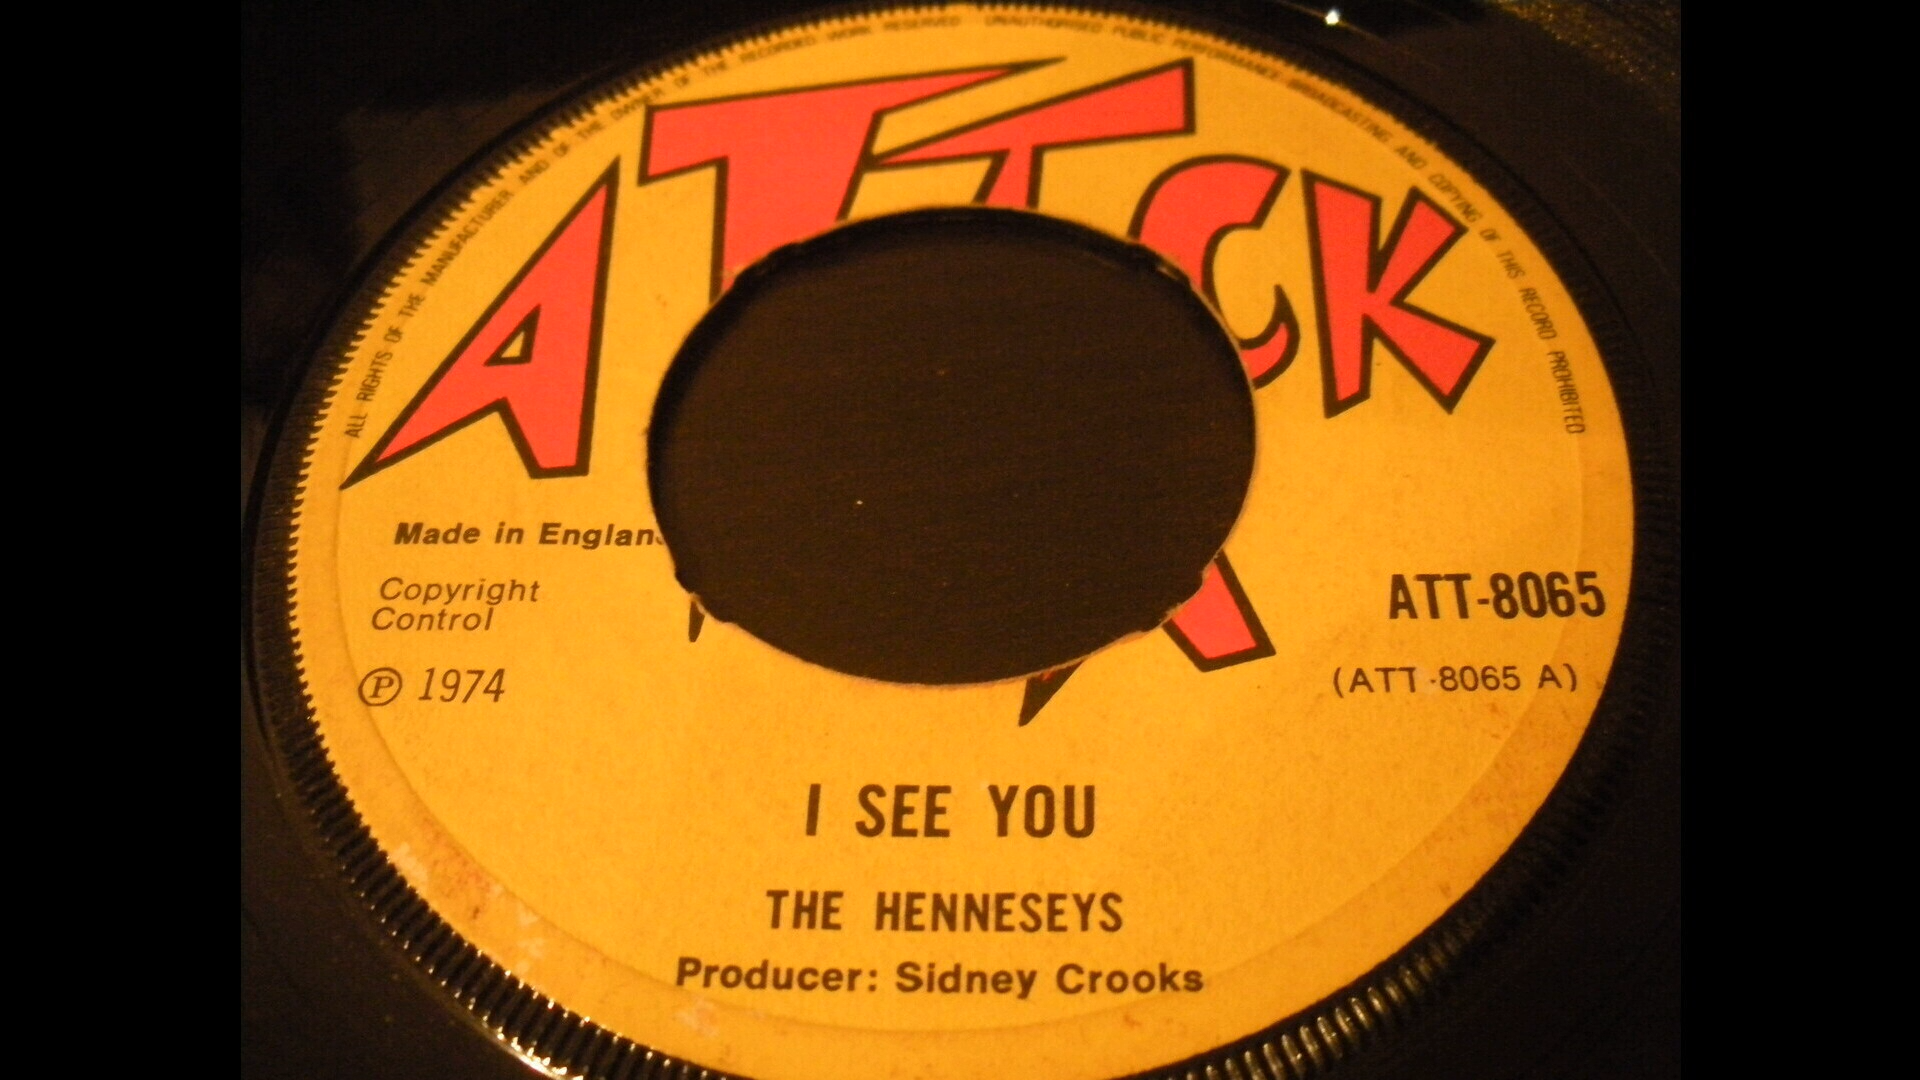 ALL RIGHTS OF THE MANUFACTURER AND OF THE OWNER OF THE RECORDED WORK RESERVED UNAUTHORISED PUBLIC PERFORMANCE BROADCASTING AND COPYING OF THIS RECORD PROHIBITED
ATTACK
Made in Englan
Copyright
Control
ATT-8065
(ATT-8065 A)
Ⓟ 1974
I SEE YOU
THE HENNESEYS
Producer: Sidney Crooks